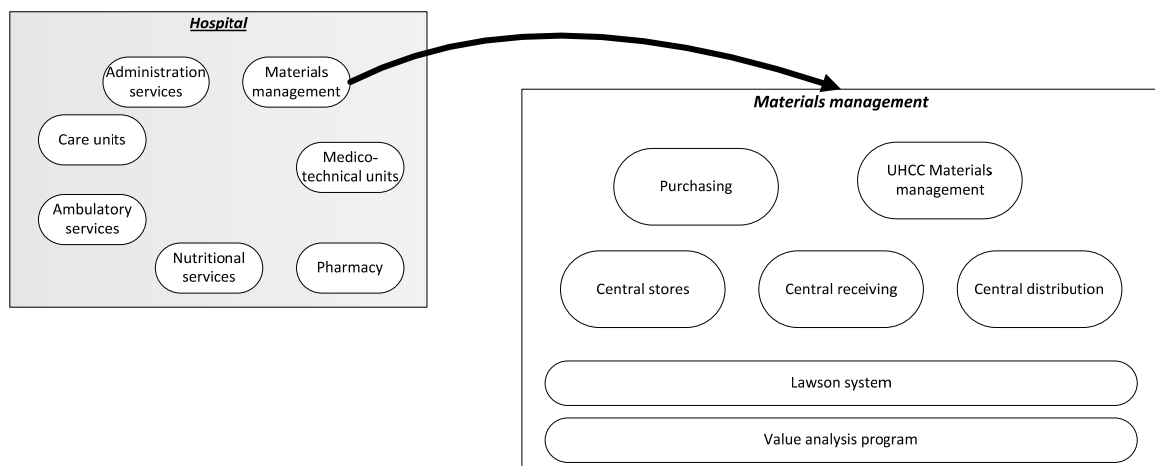 Hospital
Administration
services
Materials
management
Care units
Medico-
technical units
Ambulatory
services
Nutritional
services
Pharmacy
Materials management
Purchasing
UHCC Materials
management
Central stores
Central receiving
Central distribution
Lawson system
Value analysis program